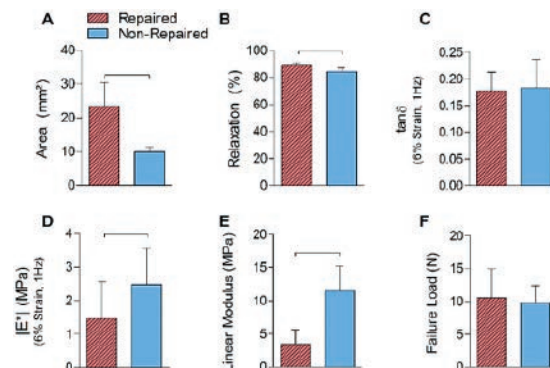 A
Repaired
Non-Repaired
Area (mm²)
40
30
20
10
0
B
Relaxation (%)
100
80
60
40
20
0
C
tanδ
(6% Strain, 1Hz)
0.25
0.20
0.15
0.10
0.05
0.00
D
|E*| (MPa)
(6% Strain, 1Hz)
4
3
2
1
0
E
Linear Modulus (MPa)
20
15
10
5
0
F
Failure Load (N)
20
15
10
5
0